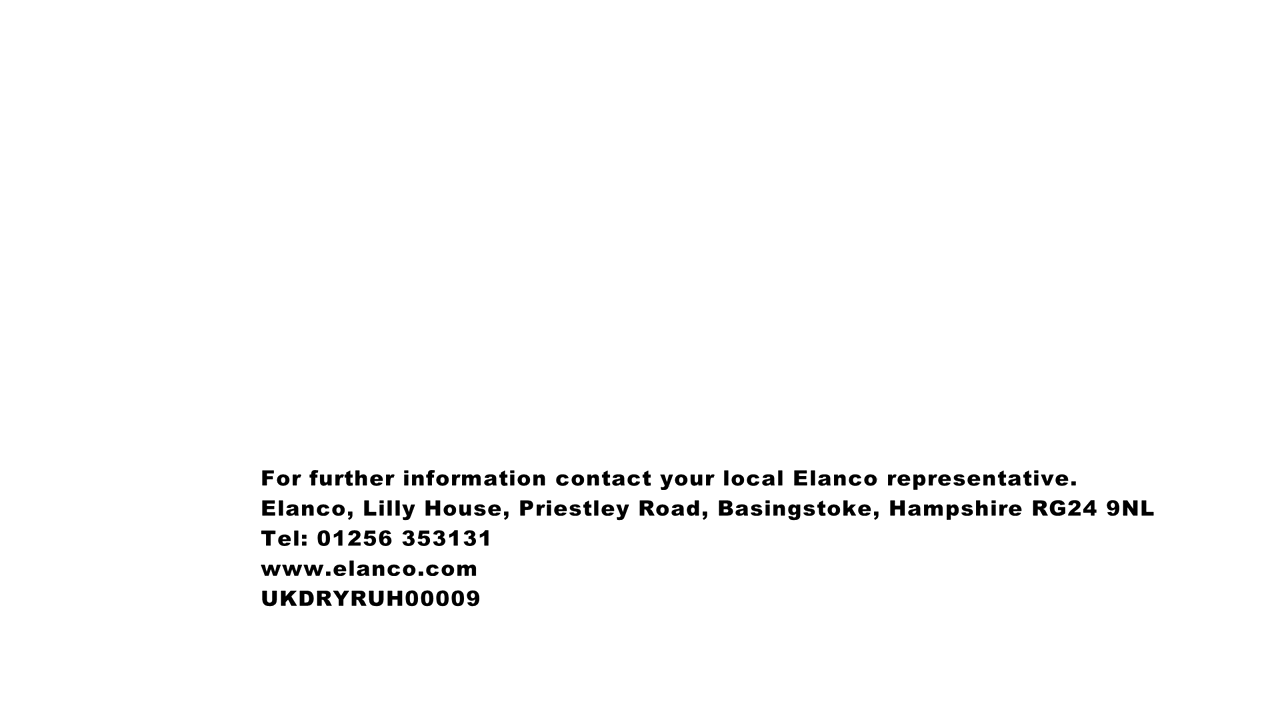 For further information contact your local Elanco representative.
Elanco, Lilly House, Priestley Road, Basingstoke, Hampshire RG24 9NL
Tel: 01256 353131
www.elanco.com
UKDRYRUH00009